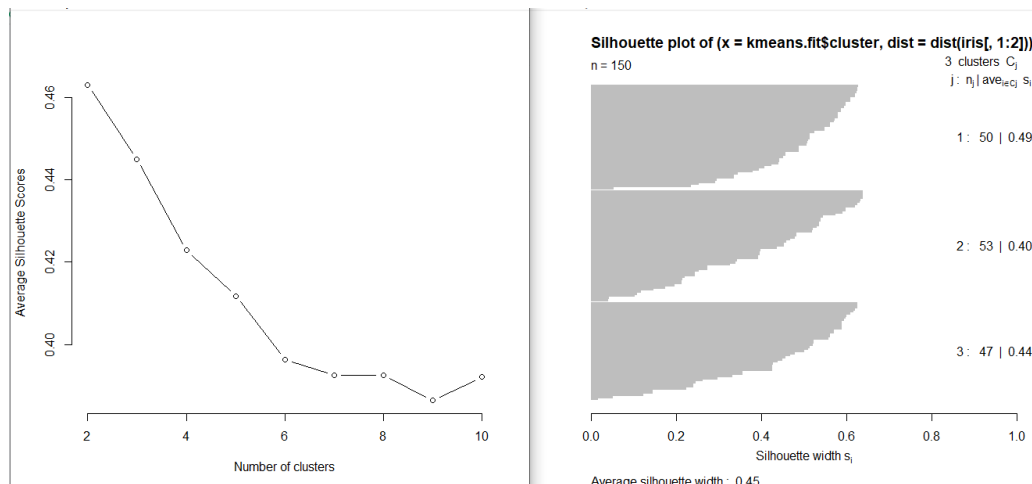 Average Silhouette Scores
0.46
0.44
0.42
0.40
2 4 6 8 10
Number of clusters
Silhouette plot of (x = kmeans.fit$cluster, dist = dist(iris[, 1:2]))
n = 150
3 clusters Cj
j : nj | avei∈Cj si
1 : 50 | 0.49
2 : 53 | 0.40
3 : 47 | 0.44
0.0 0.2 0.4 0.6 0.8 1.0
Silhouette width si
Average silhouette width : 0.45